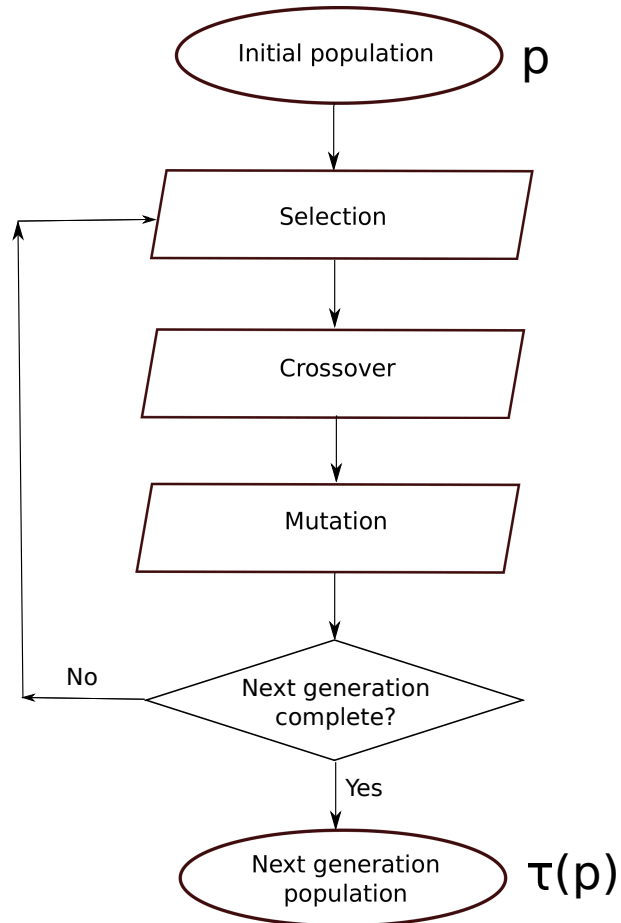 Initial population
p
Selection
Crossover
Mutation
Next generation
complete?
No
Yes
Next generation
population
τ(p)